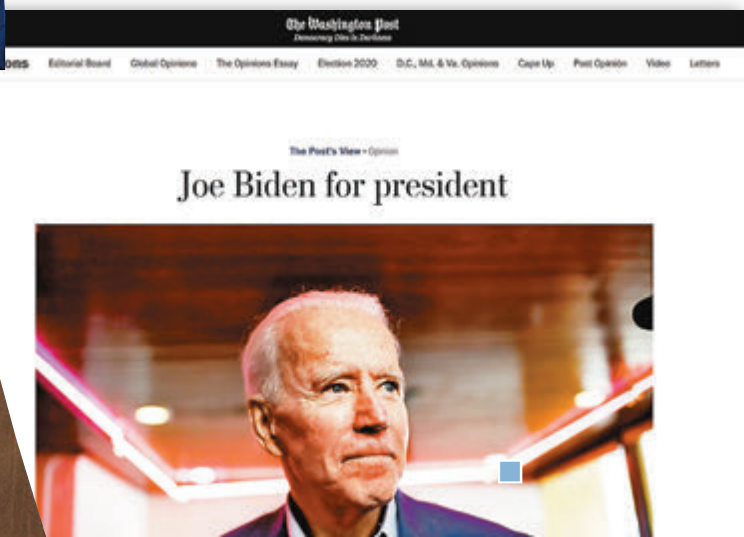 The Washington Post
Democracy Dies in Darkness
ons Editorial Board Global Opinions The Opinions Essay Election 2020 D.C., Md. & Va. Opinions Cape Up Post Opinión Video Letters
The Post's View • Opinion
Joe Biden for president